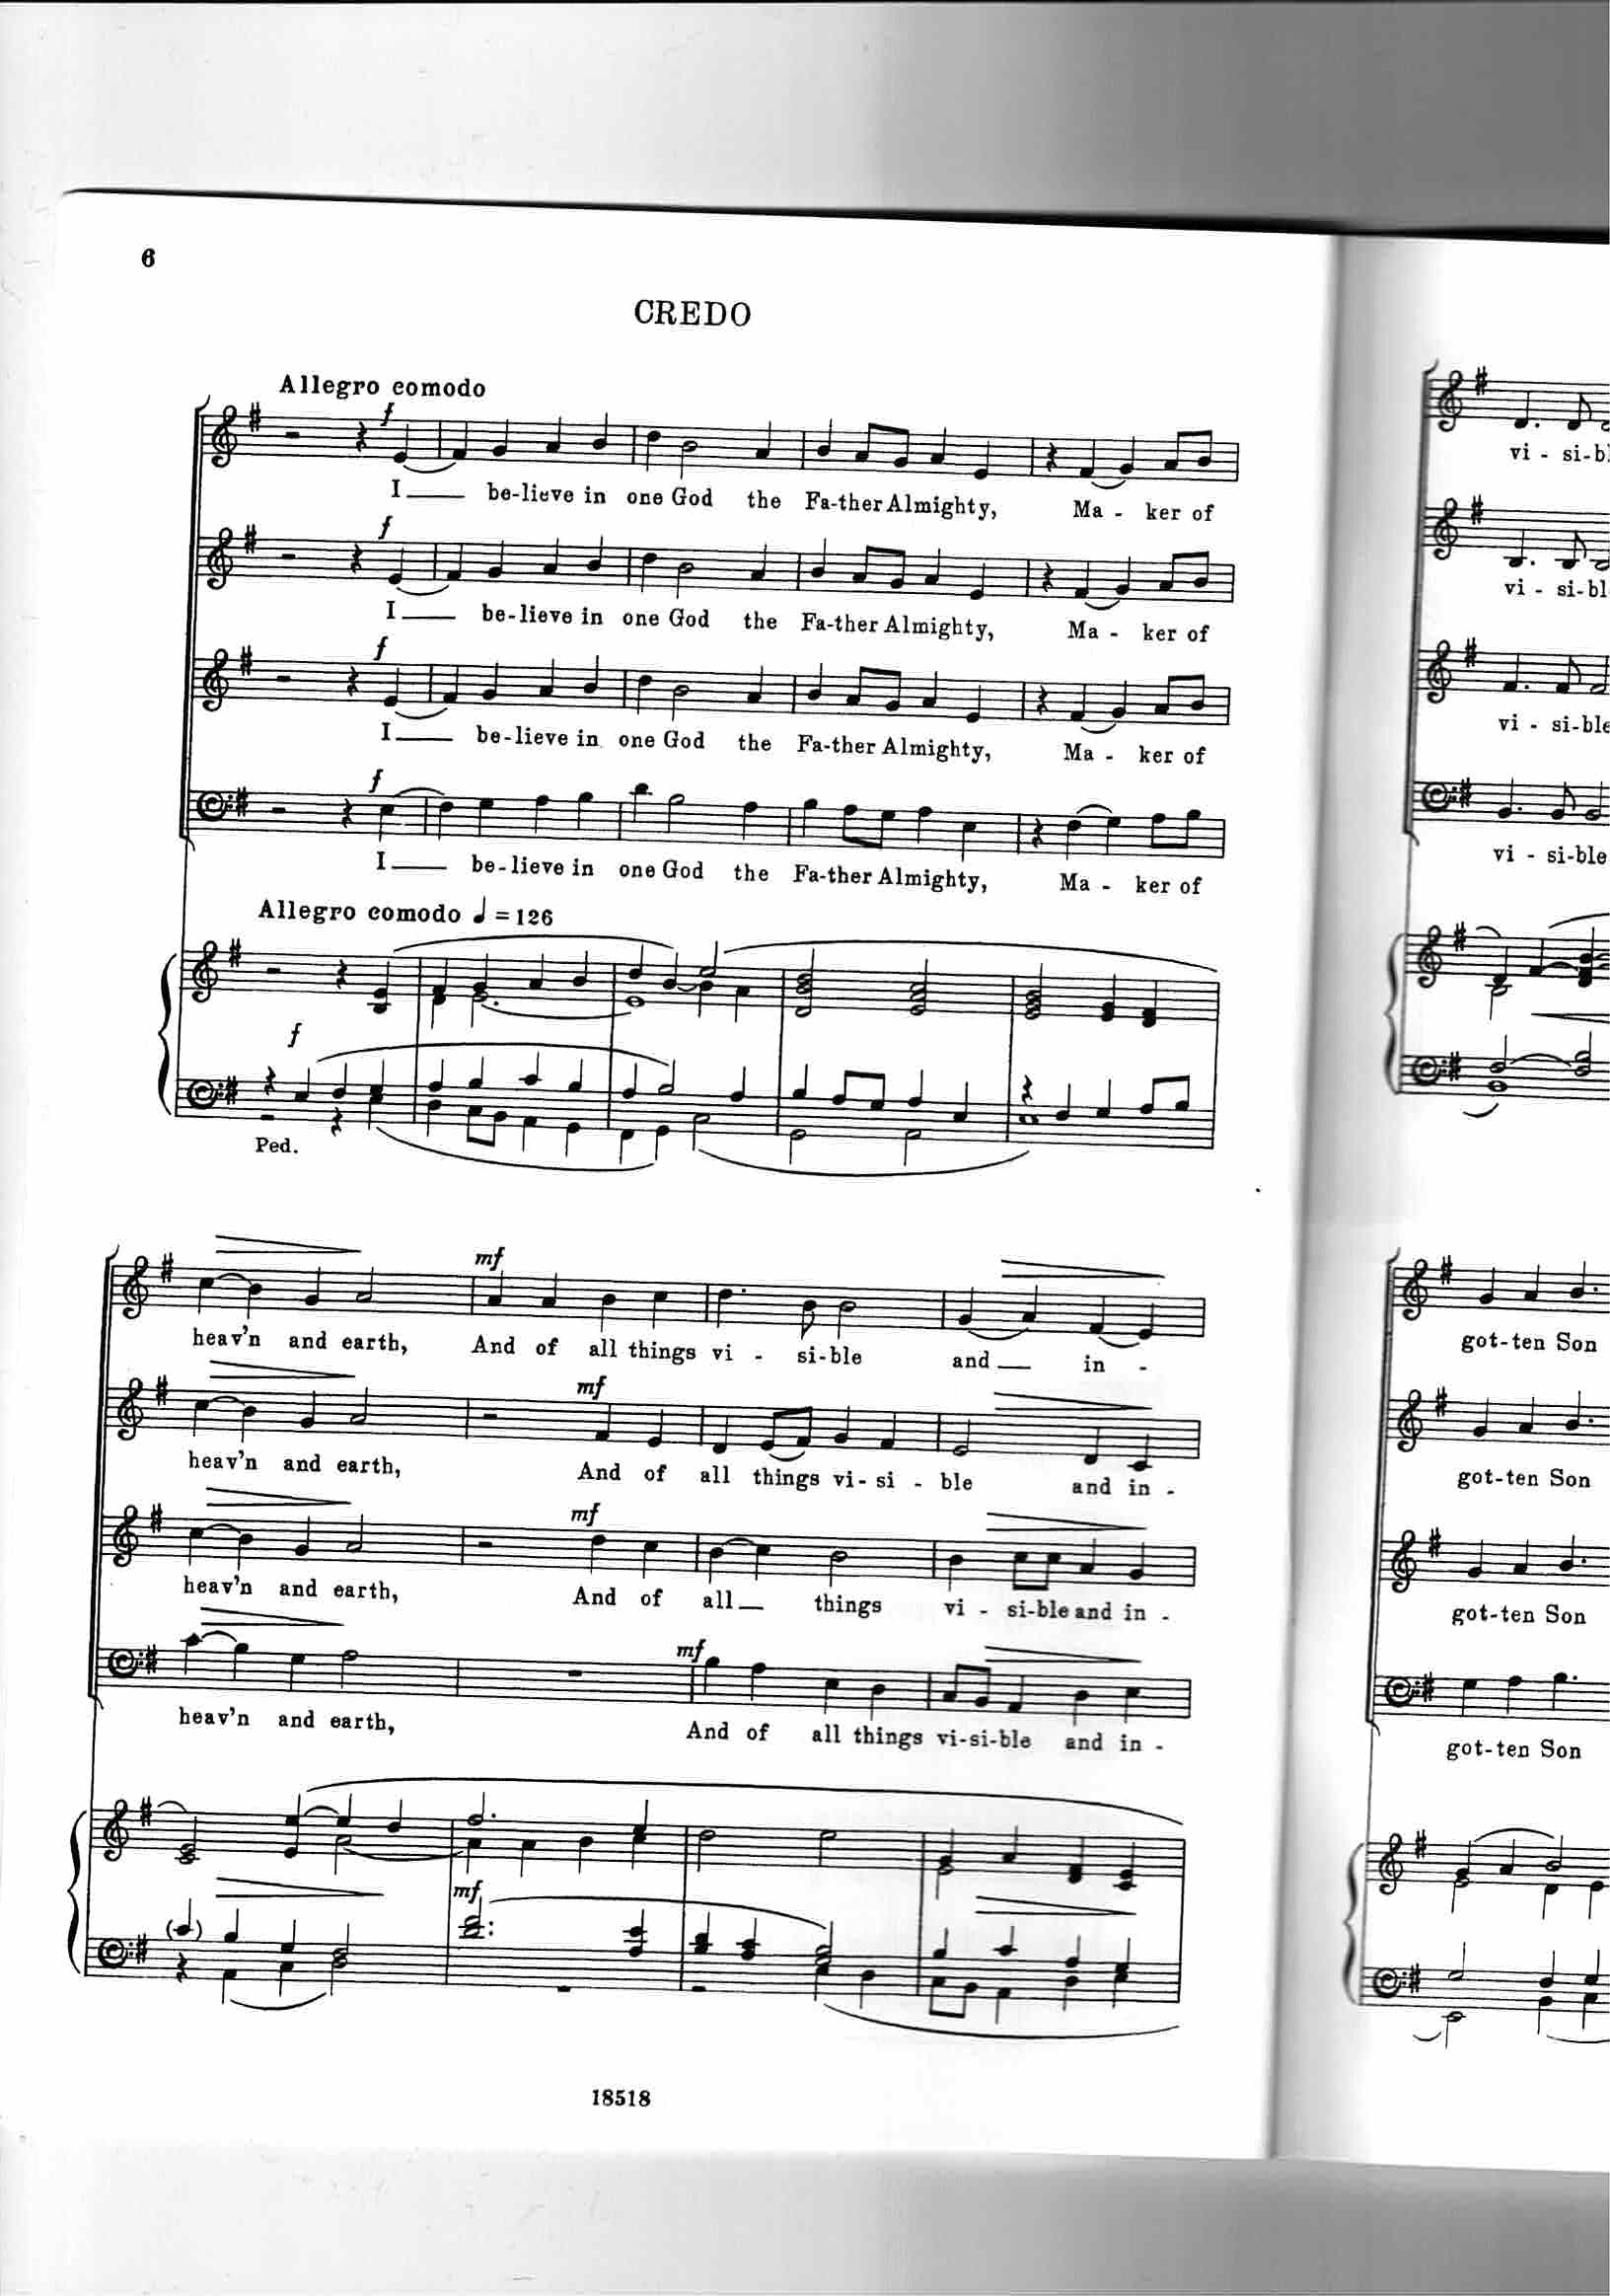 6
CREDO
Allegro comodo
f
I be-lieve in one God the Fa-ther Almighty, Ma - ker of
f
I be-lieve in one God the Fa-ther Almighty, Ma - ker of
f
I be-lieve in one God the Fa-ther Almighty, Ma - ker of
f
I be-lieve in one God the Fa-ther Almighty, Ma - ker of
Allegro comodo ♩ = 126
f
Ped.
mf
heav'n and earth, And of all things vi - si-ble and in -
mf
heav'n and earth, And of all things vi-si - ble and in -
mf
heav'n and earth, And of all things vi - si-ble and in -
mf
heav'n and earth, And of all things vi-si-ble and in -
mf
18518
vi - si-bl
vi - si-bl
vi - si-ble
vi - si-ble
got-ten Son
got-ten Son
got-ten Son
got-ten Son